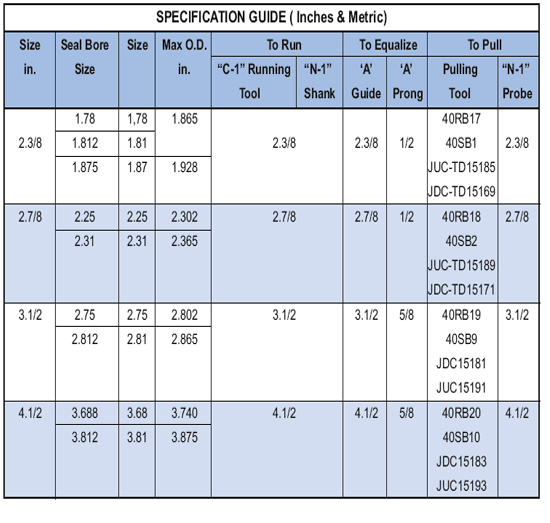 SPECIFICATION GUIDE ( Inches & Metric)
Size in. Seal Bore Size Size Max O.D. in. To Run To Equalize To Pull
“C-1” Running Tool “N-1” Shank ‘A’ Guide ‘A’ Prong Pulling Tool “N-1” Probe
1.78 1,78 1.865 40RB17
2.3/8 1.812 1.81 2.3/8 2.3/8 1/2 40SB1 2.3/8
1.875 1.87 1.928 JUC-TD15185
JDC-TD15169
2.7/8 2.25 2.25 2.302 2.7/8 2.7/8 1/2 40RB18 2.7/8
2.31 2.31 2.365 40SB2
JUC-TD15189
JDC-TD15171
3.1/2 2.75 2.75 2.802 3.1/2 3.1/2 5/8 40RB19 3.1/2
2.812 2.81 2.865 40SB9
JDC15181
JUC15191
4.1/2 3.688 3.68 3.740 4.1/2 4.1/2 5/8 40RB20 4.1/2
3.812 3.81 3.875 40SB10
JDC15183
JUC15193